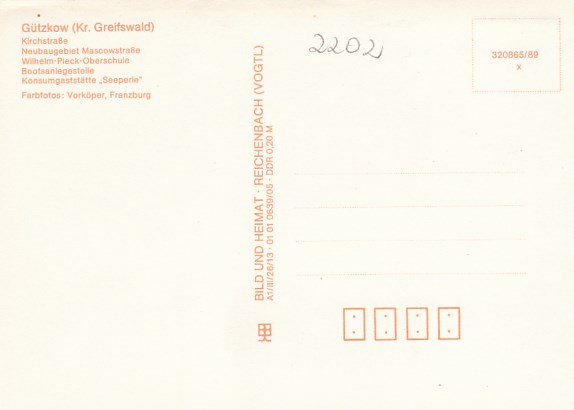 Gützkow (Kr. Greifswald)
Kirchstraße
Neubaugebiet Mascowstraße
Wilhelm-Pieck-Oberschule
Bootsanlegestelle
Konsumgaststätte „Seeperle"
Farbfotos: Vorköper, Franzburg
BILD UND HEIMAT · REICHENBACH (VOGTL)
A1/III/26/13 · 01 01 0639/05 · DDR 0,20 M
2202
320865/89
x